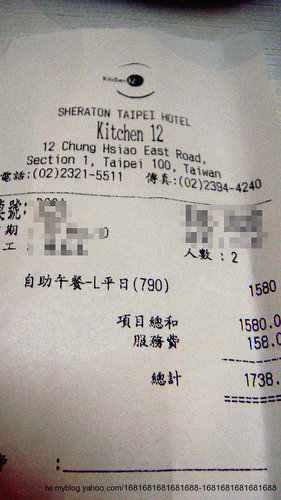 Kitchen 12
SHERATON TAIPEI HOTEL
Kitchen 12
12 Chung Hsiao East Road,
Section 1, Taipei 100, Taiwan
電話:(02)2321-5511 傳真:(02)2394-4240
號:
期
工 :
人數:2
自助午餐-L平日(790) 1580
項目總和 1580.0
服務費 158.0
總計 1738.
tw.myblog.yahoo.com/1681681681681688-1681681681681688